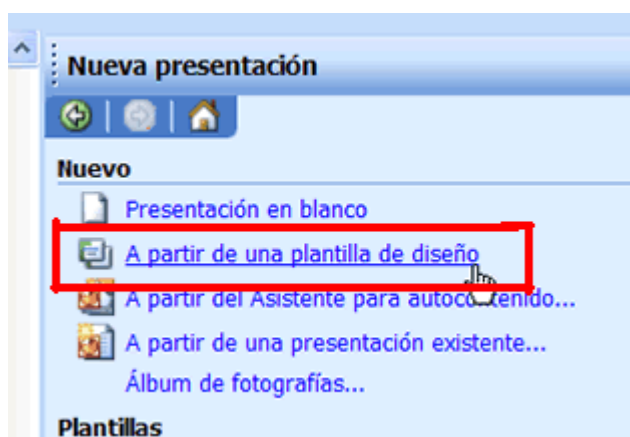 Nueva presentación
Nuevo
Presentación en blanco
A partir de una plantilla de diseño
A partir del Asistente para autocontenido...
A partir de una presentación existente...
Álbum de fotografías...
Plantillas